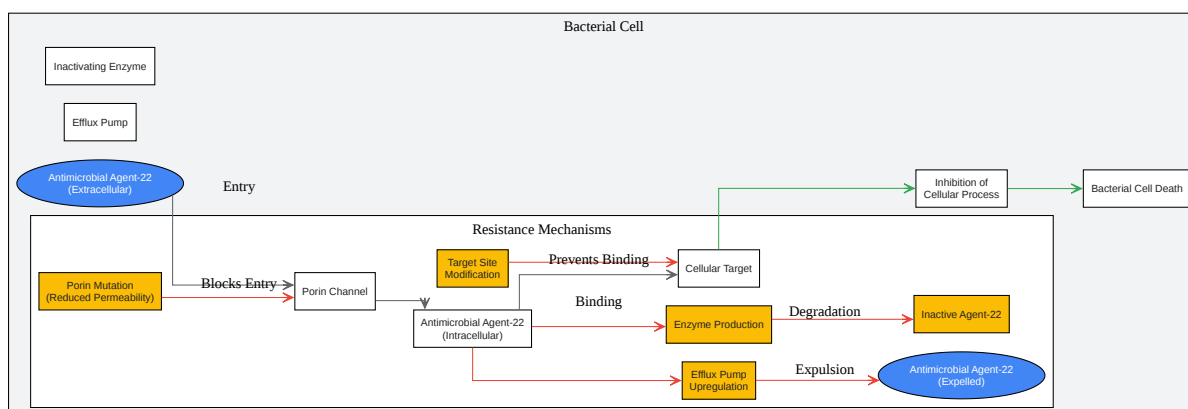 Bacterial Cell
Inactivating Enzyme
Efflux Pump
Antimicrobial Agent-22
(Extracellular)
Entry
Inhibition of
Cellular Process
Bacterial Cell Death
Resistance Mechanisms
Target Site
Modification
Prevents Binding
Cellular Target
Porin Mutation
(Reduced Permeability)
Blocks Entry
Porin Channel
Binding
Antimicrobial Agent-22
(Intracellular)
Enzyme Production
Degradation
Inactive Agent-22
Efflux Pump
Upregulation
Expulsion
Antimicrobial Agent-22
(Expelled)